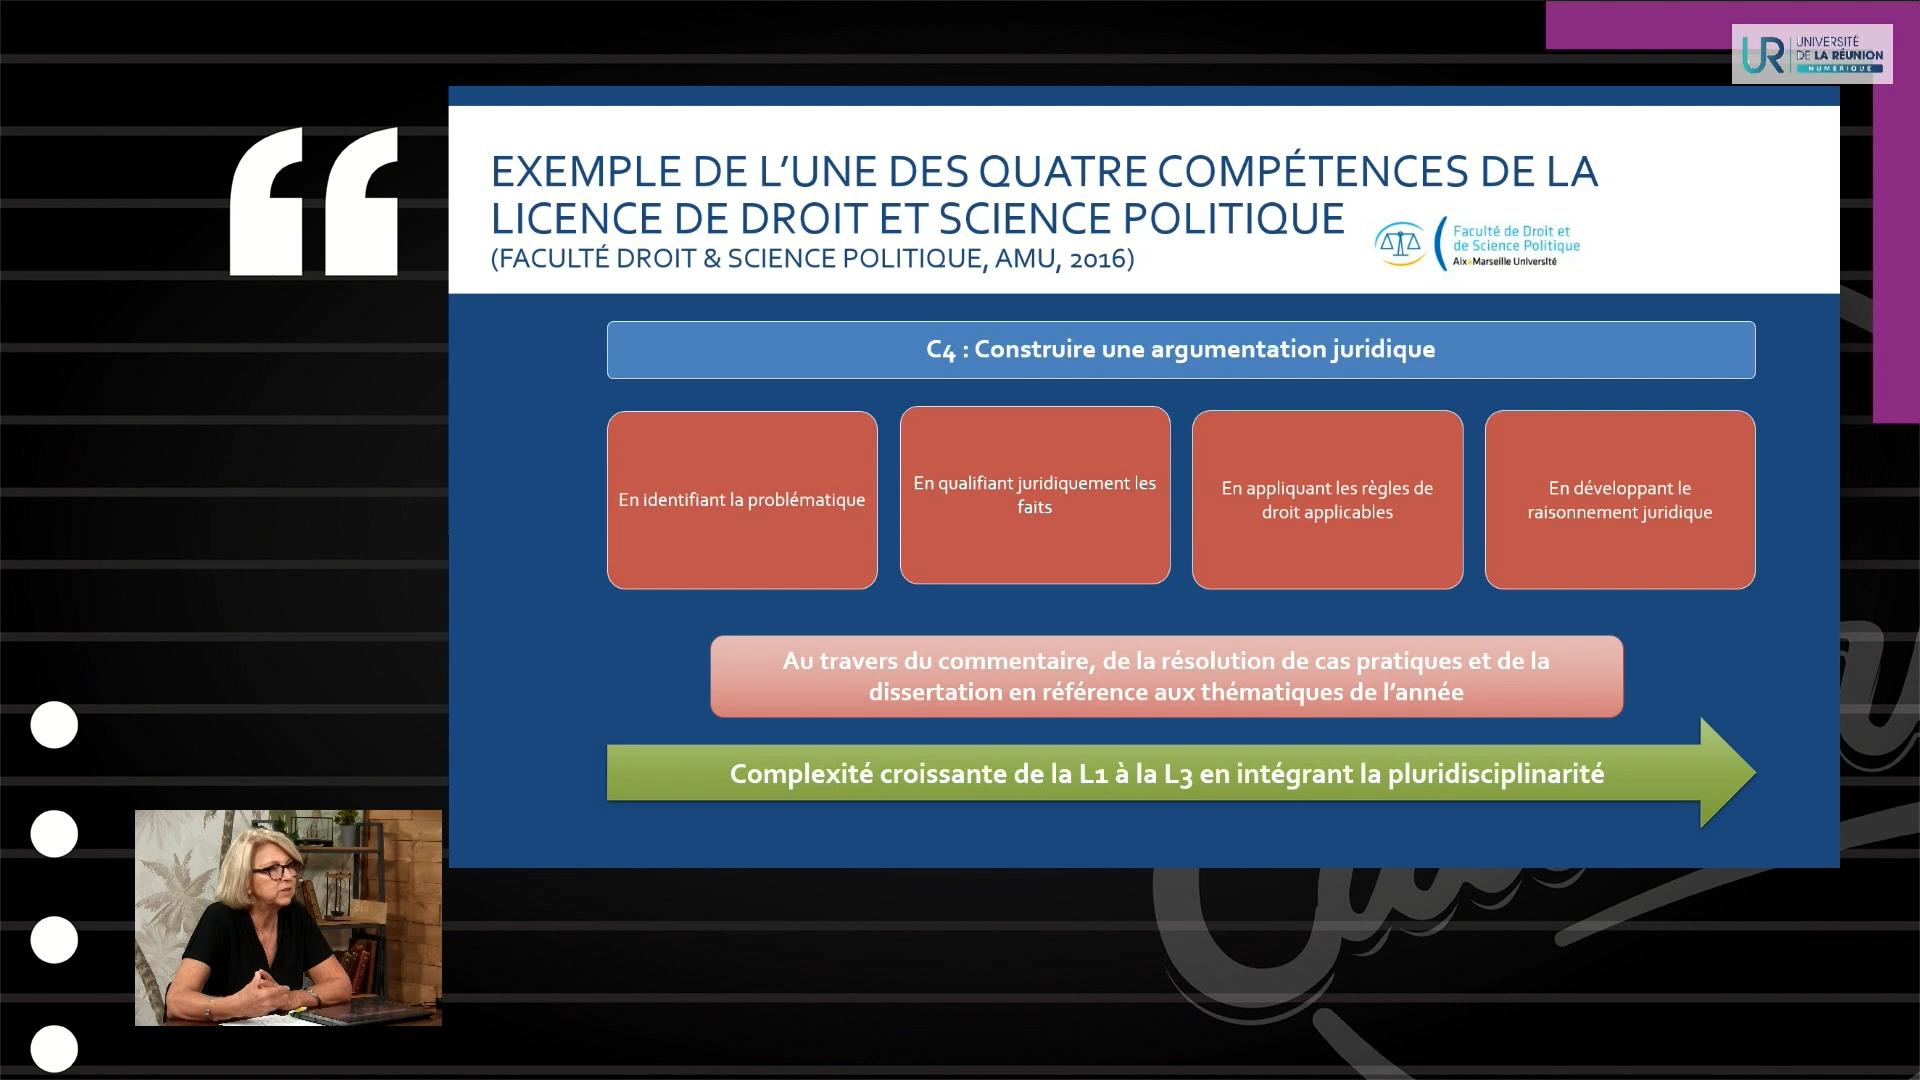 UR UNIVERSITÉ
DE LA RÉUNION
NUMÉRIQUE
“
EXEMPLE DE L’UNE DES QUATRE COMPÉTENCES DE LA
LICENCE DE DROIT ET SCIENCE POLITIQUE
(FACULTÉ DROIT & SCIENCE POLITIQUE, AMU, 2016)
Faculté de Droit et
de Science Politique
Aix Marseille Université
C4 : Construire une argumentation juridique
En identifiant la problématique
En qualifiant juridiquement les
faits
En appliquant les règles de
droit applicables
En développant le
raisonnement juridique
Au travers du commentaire, de la résolution de cas pratiques et de la
dissertation en référence aux thématiques de l’année
Complexité croissante de la L1 à la L3 en intégrant la pluridisciplinarité